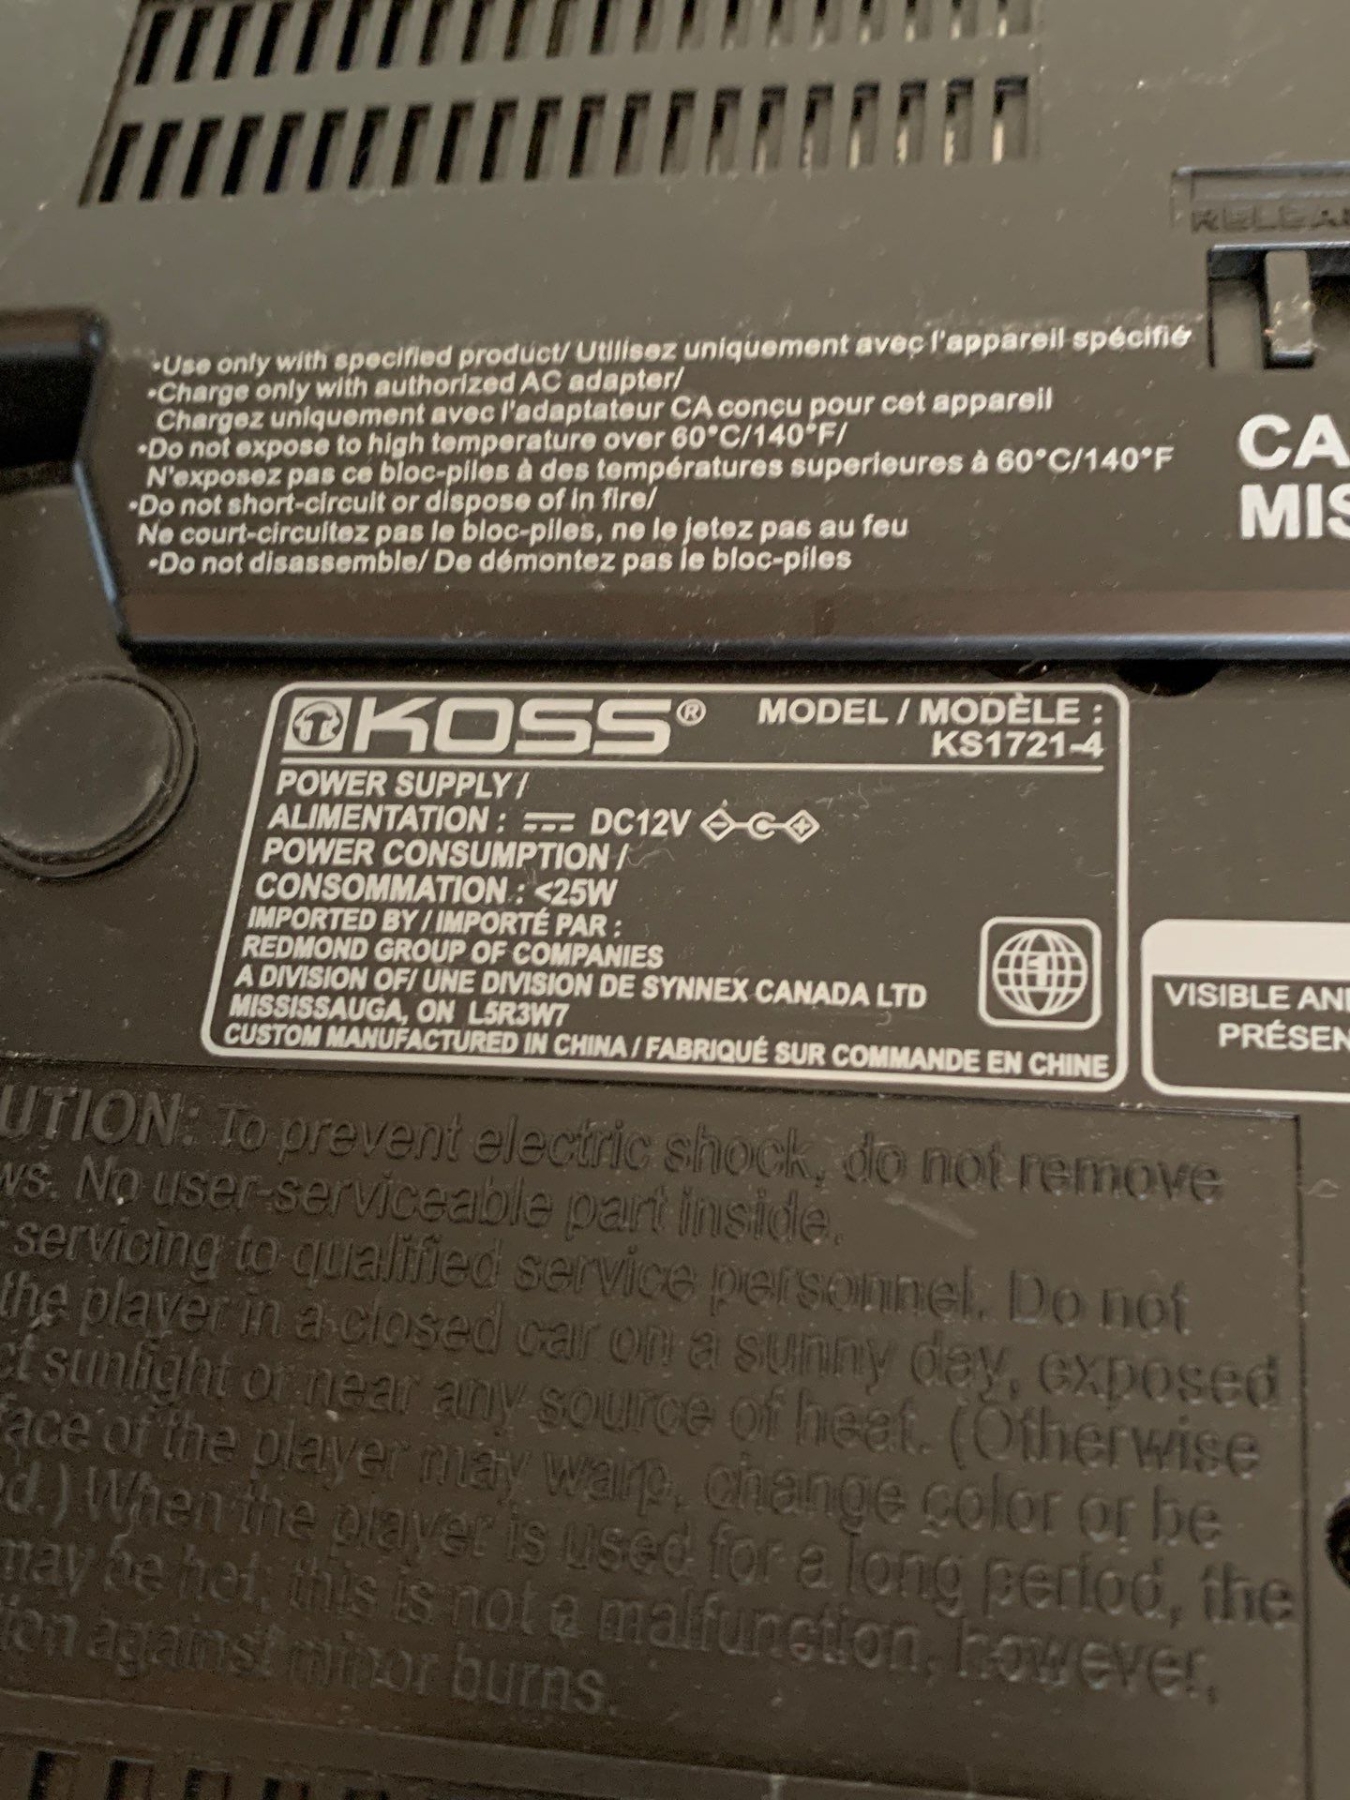 •Use only with specified product/ Utilisez uniquement avec l'appareil spécifié
•Charge only with authorized AC adapter/
Chargez uniquement avec l'adaptateur CA conçu pour cet appareil
•Do not expose to high temperature over 60°C/140°F/
N'exposez pas ce bloc-piles à des températures superieures à 60°C/140°F
•Do not short-circuit or dispose of in fire/
Ne court-circuitez pas le bloc-piles, ne le jetez pas au feu
•Do not disassemble/ De démontez pas le bloc-piles
RELEA
CA
MIS
KOSS® MODEL / MODÈLE :
KS1721-4
POWER SUPPLY /
ALIMENTATION : DC12V
POWER CONSUMPTION /
CONSOMMATION : <25W
IMPORTED BY / IMPORTÉ PAR :
REDMOND GROUP OF COMPANIES
A DIVISION OF/ UNE DIVISION DE SYNNEX CANADA LTD
MISSISSAUGA, ON L5R3W7
CUSTOM MANUFACTURED IN CHINA / FABRIQUÉ SUR COMMANDE EN CHINE
1
VISIBLE AN
PRÉSEN
UTION: To prevent electric shock, do not remove
ws. No user-serviceable part inside.
servicing to qualified service personnel. Do not
the player in a closed car on a sunny day, exposed
ct sunlight or near any source of heat. (Otherwise
face of the player may warp, change color or be
d.) When the player is used for a long period, the
may be hot; this is not a malfunction, however,
ion against minor burns.